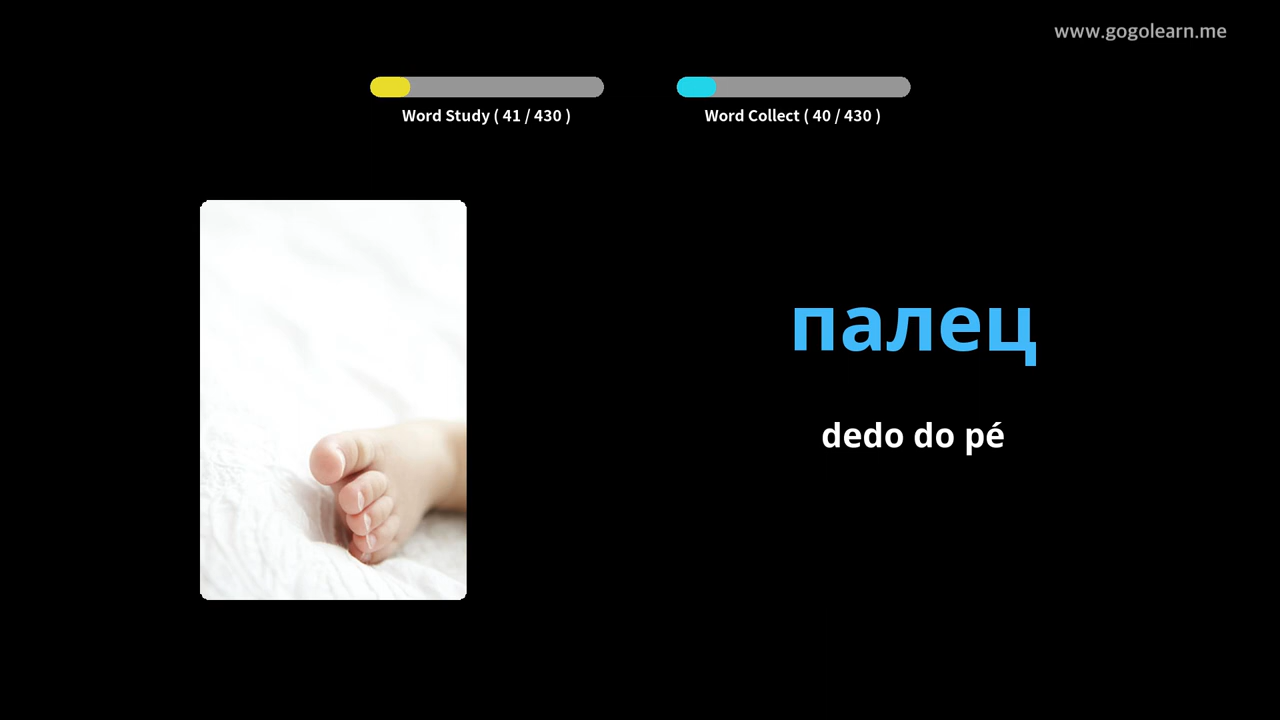 www.gogolearn.me
Word Study ( 41 / 430 )
Word Collect ( 40 / 430 )
палец
dedo do pé